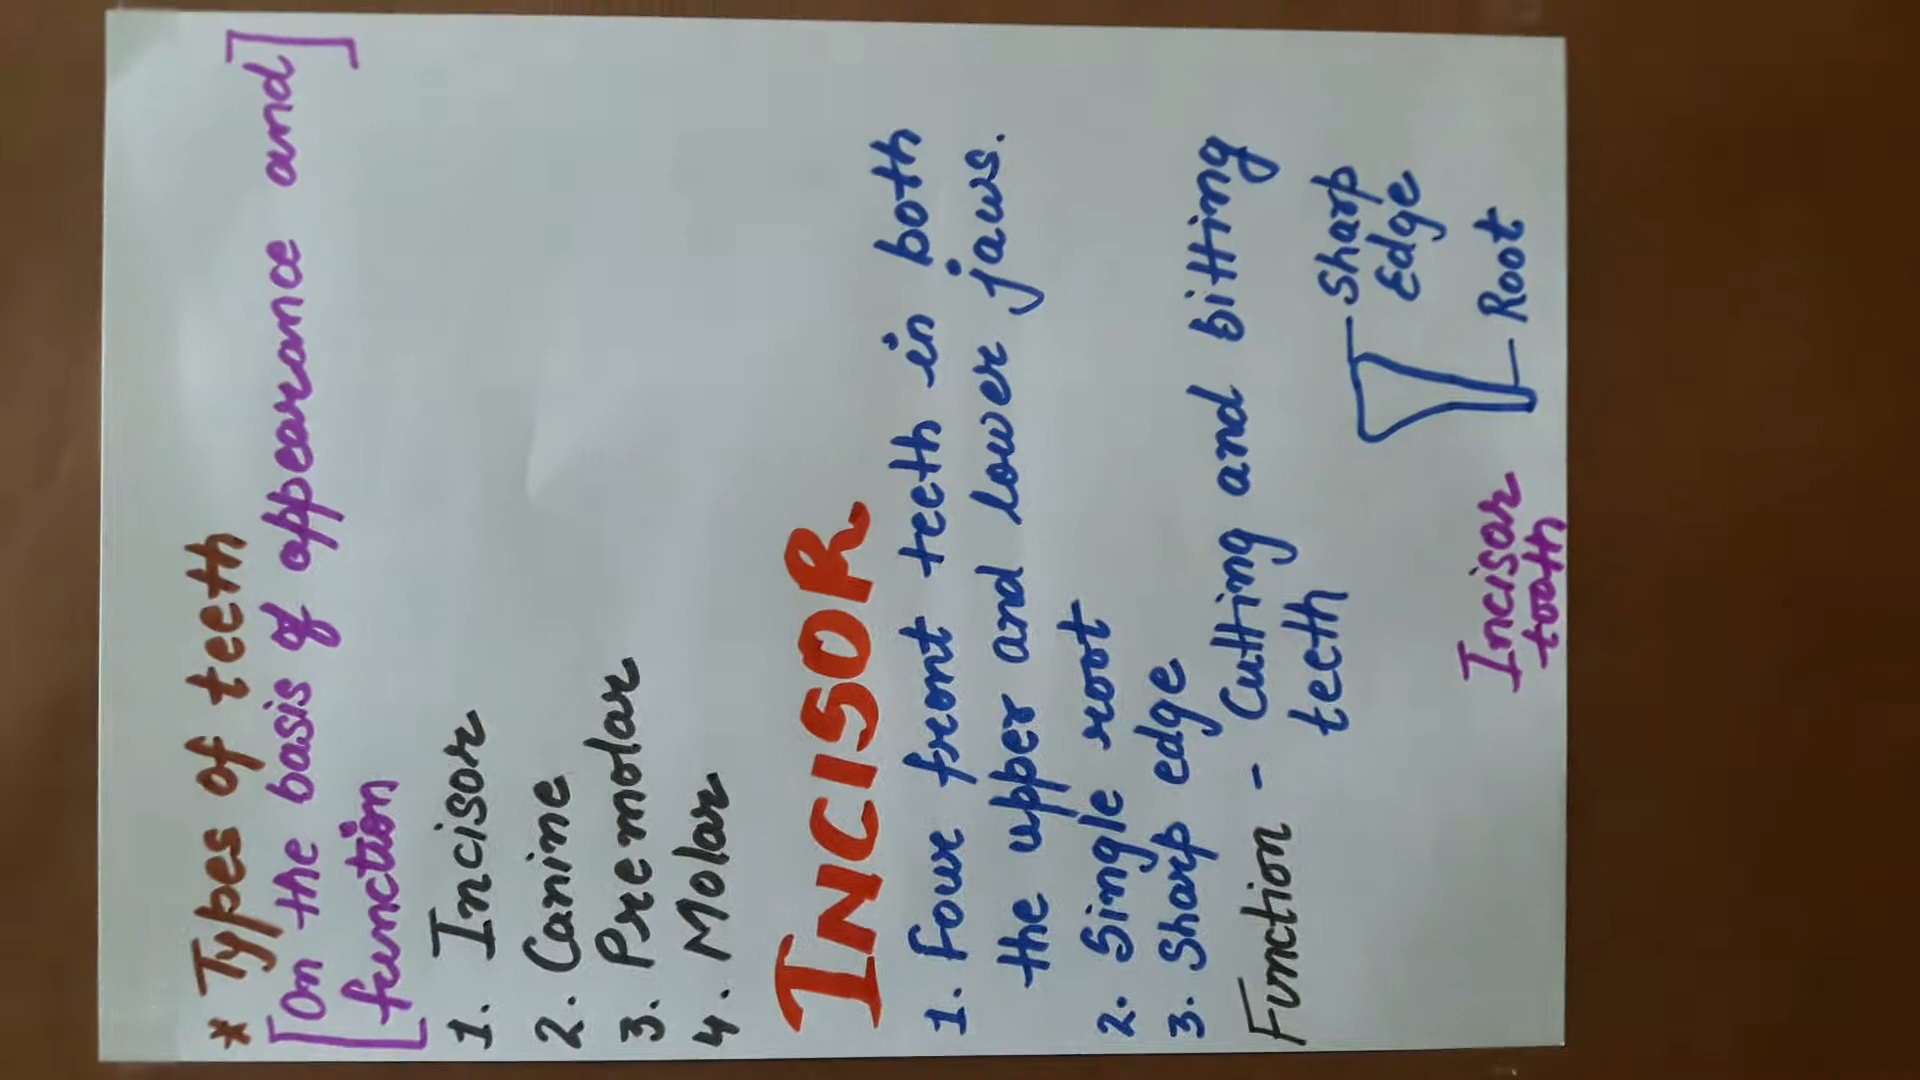 * Types of teeth
[On the basis of appearance and]
[function
1. Incisor
2. Canine
3. Premolar
4. Molar
INCISOR
1. Four front teeth in both
the upper and lower jaws.
2. Single root
3. Sharp edge
Function - Cutting and bitting
teeth
Sharp
Edge
Root
Incisor
tooth